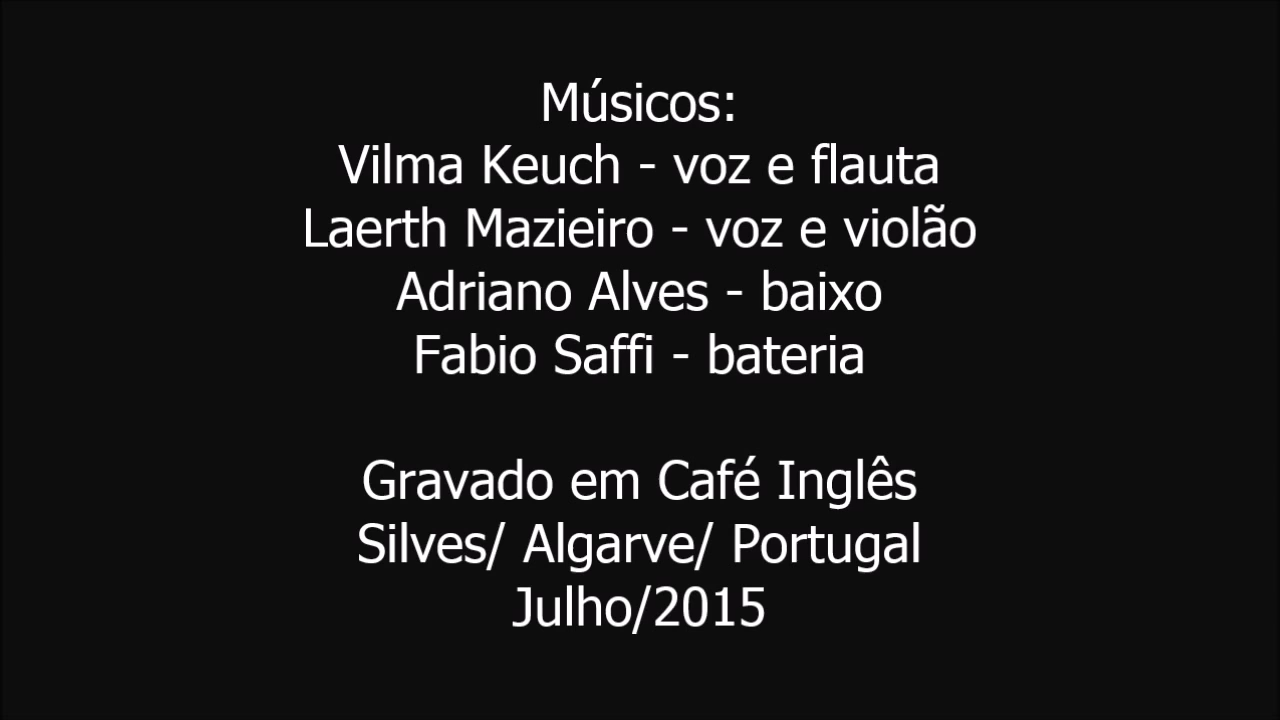 Músicos:
Vilma Keuch - voz e flauta
Laerth Mazieiro - voz e violão
Adriano Alves - baixo
Fabio Saffi - bateria
Gravado em Café Inglês
Silves/ Algarve/ Portugal
Julho/2015